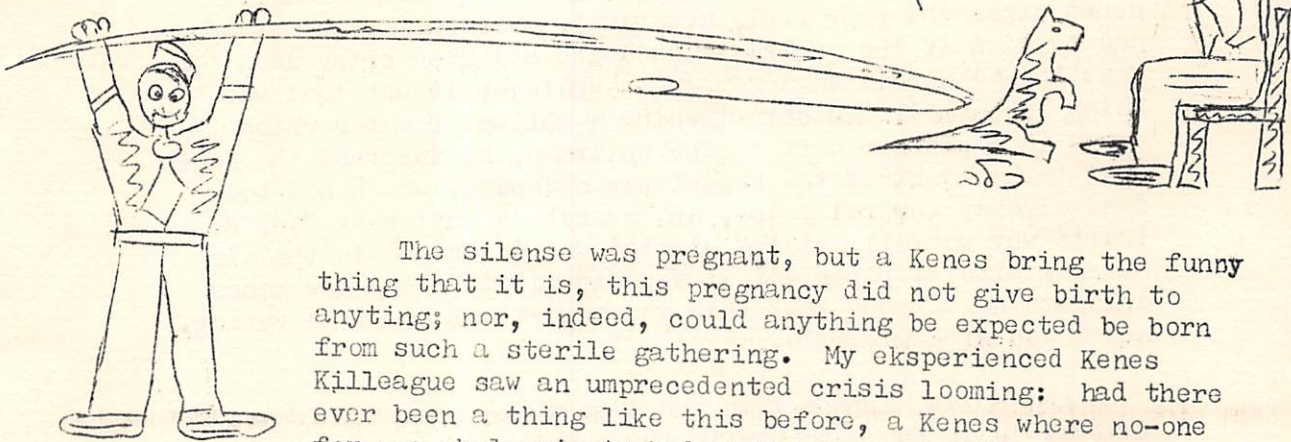 The silense was pregnant, but a Kenes bring the funny
thing that it is, this pregnancy did not give birth to
anyting; nor, indeed, could anything be expected be born
from such a sterile gathering. My eksperienced Kenes
Killeague saw an umprecedented crisis looming: had there
ever been a thing like this before, a Kenes where no-one